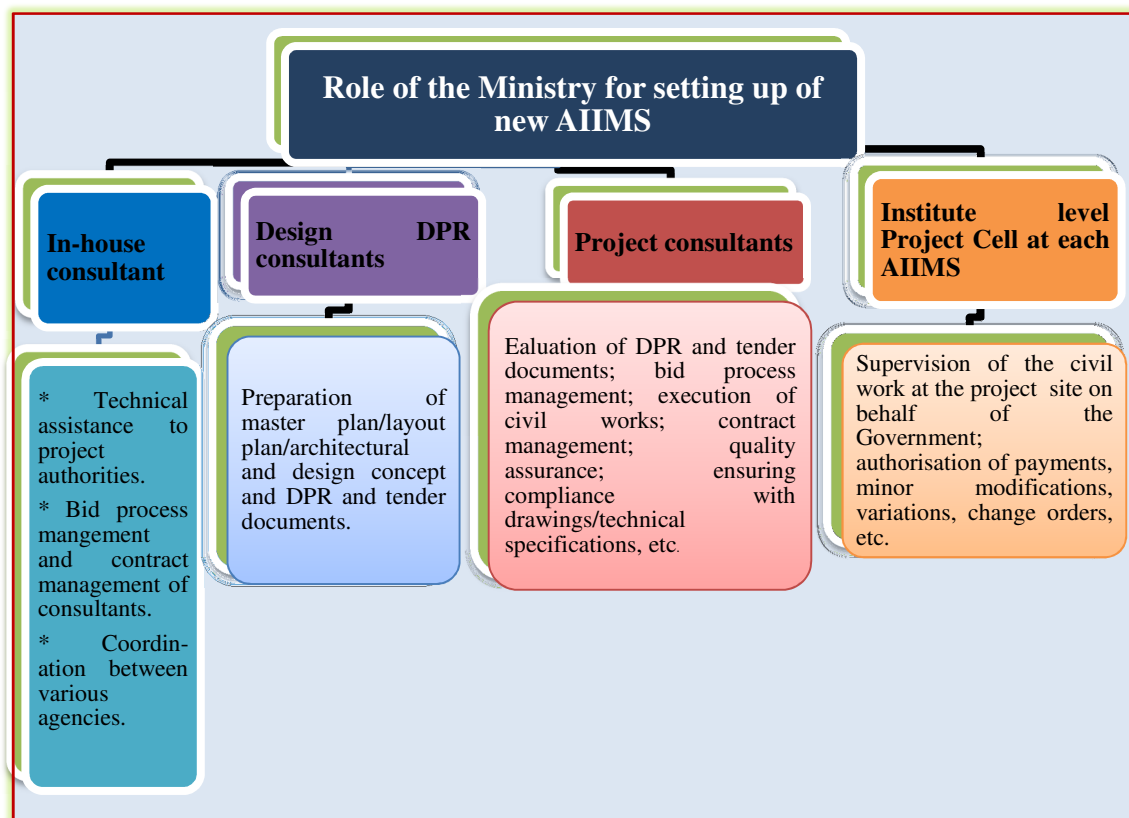 Role of the Ministry for setting up of
new AIIMS
In-house
consultant
* Technical
assistance to
project
authorities.
* Bid process
mangement
and contract
management of
consultants.
* Coordin-
ation between
various
agencies.
Design DPR
consultants
Preparation of
master plan/layout
plan/architectural
and design concept
and DPR and tender
documents.
Project consultants
Ealuation of DPR and tender
documents; bid process
management; execution of
civil works; contract
management; quality
assurance; ensuring
compliance with
drawings/technical
specifications, etc.
Institute level
Project Cell at each
AIIMS
Supervision of the civil
work at the project site on
behalf of the
Government;
authorisation of payments,
minor modifications,
variations, change orders,
etc.